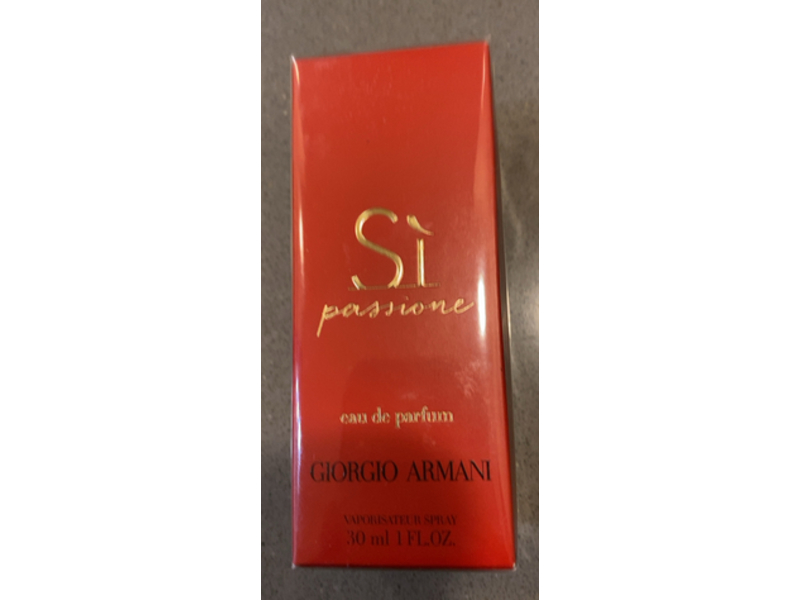 Sì
passione
eau de parfum
GIORGIO ARMANI
VAPORISATEUR SPRAY
30 ml 1 FL.OZ.